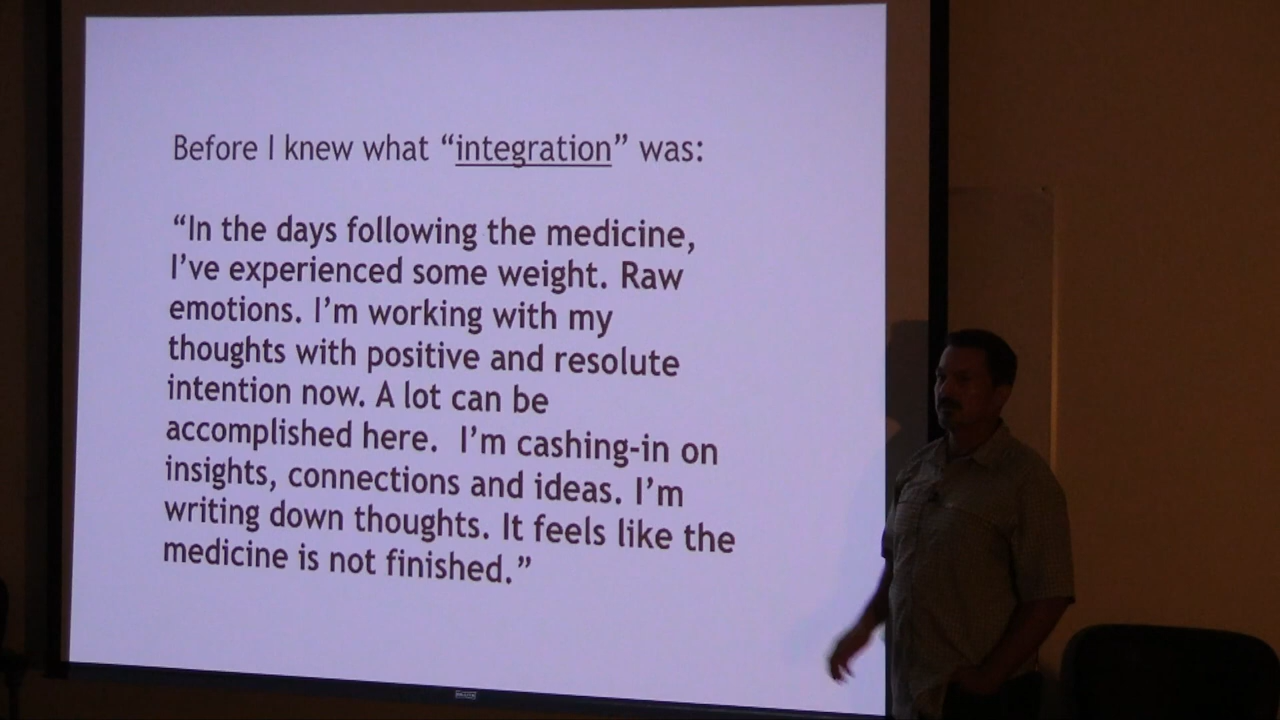 Before I knew what “integration” was:
“In the days following the medicine,
I’ve experienced some weight. Raw
emotions. I’m working with my
thoughts with positive and resolute
intention now. A lot can be
accomplished here.  I’m cashing-in on
insights, connections and ideas. I’m
writing down thoughts. It feels like the
medicine is not finished.”